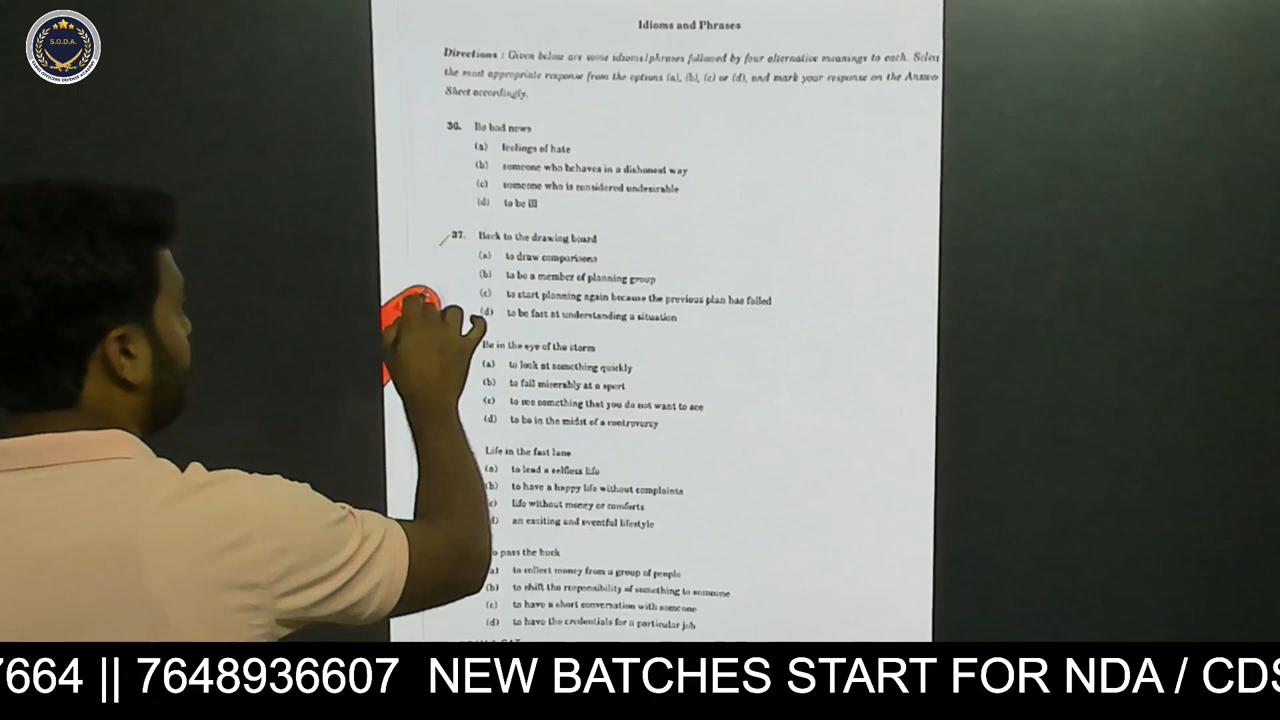 S.O.D.A.
Idioms and Phrases
Directions : Given below are some idioms/phrases followed by four alternative meanings to each. Select
the most appropriate response from the options (a), (b), (c) or (d), and mark your response on the Answe
Sheet accordingly.
36. Be bad news
(a) feelings of hate
(b) someone who behaves in a dishonest way
(c) someone who is considered undesirable
(d) to be ill
37. Back to the drawing board
(a) to draw comparisons
(b) to be a member of planning group
(c) to start planning again because the previous plan has failed
(d) to be fast at understanding a situation
Be in the eye of the storm
(a) to look at something quickly
(b) to fail miserably at a sport
(c) to see something that you do not want to see
(d) to be in the midst of a controversy
Life in the fast lane
(a) to lead a selfless life
(b) to have a happy life without complaints
c) life without money or comforts
d) an exciting and eventful lifestyle
o pass the buck
a) to collect money from a group of people
(b) to shift the responsibility of something to someone
(c) to have a short conversation with someone
(d) to have the credentials for a particular job
7664 || 7648936607 NEW BATCHES START FOR NDA / CDS